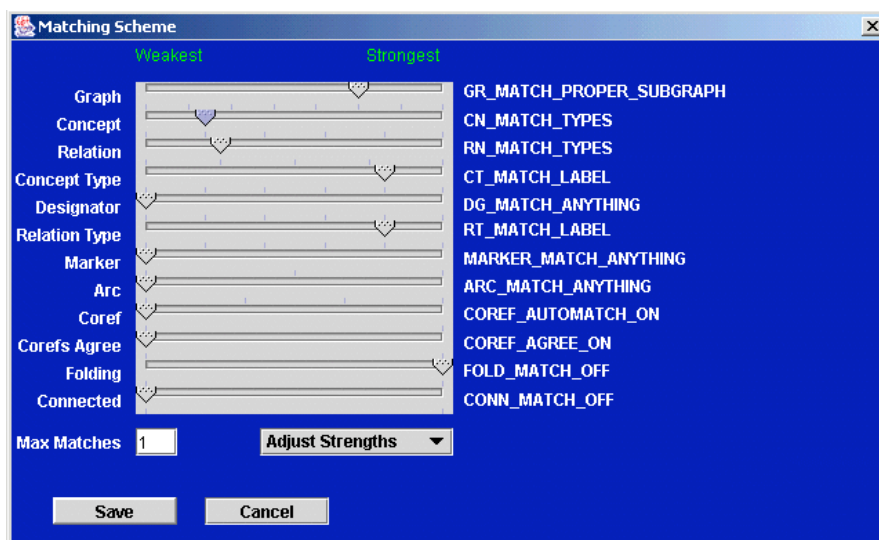 Matching Scheme
Weakest Strongest
Graph GR_MATCH_PROPER_SUBGRAPH
Concept CN_MATCH_TYPES
Relation RN_MATCH_TYPES
Concept Type CT_MATCH_LABEL
Designator DG_MATCH_ANYTHING
Relation Type RT_MATCH_LABEL
Marker MARKER_MATCH_ANYTHING
Arc ARC_MATCH_ANYTHING
Coref COREF_AUTOMATCH_ON
Corefs Agree COREF_AGREE_ON
Folding FOLD_MATCH_OFF
Connected CONN_MATCH_OFF
Max Matches 1 Adjust Strengths
Save Cancel